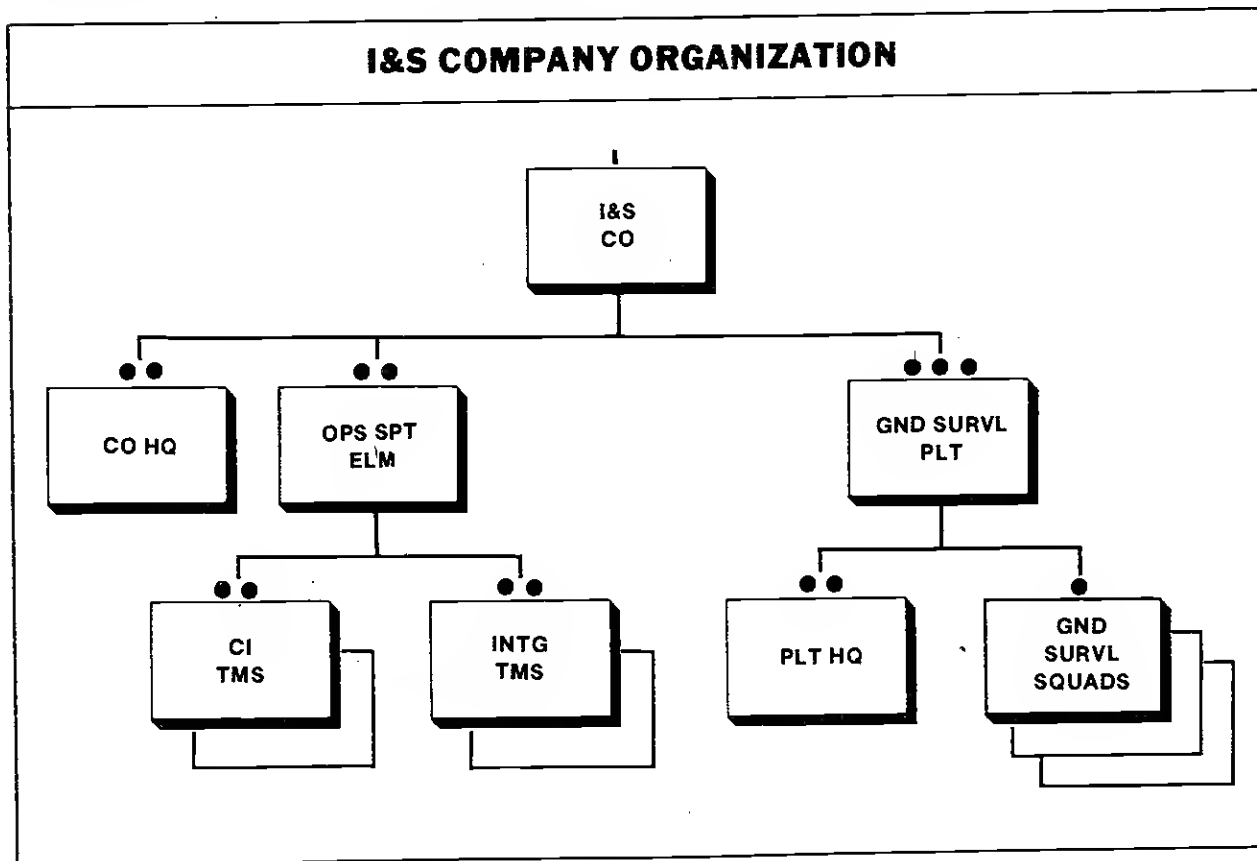 I&S COMPANY ORGANIZATION
I
I&S
CO
CO HQ
OPS SPT
ELM
GND SURVL
PLT
CI
TMS
INTG
TMS
PLT HQ
GND
SURVL
SQUADS